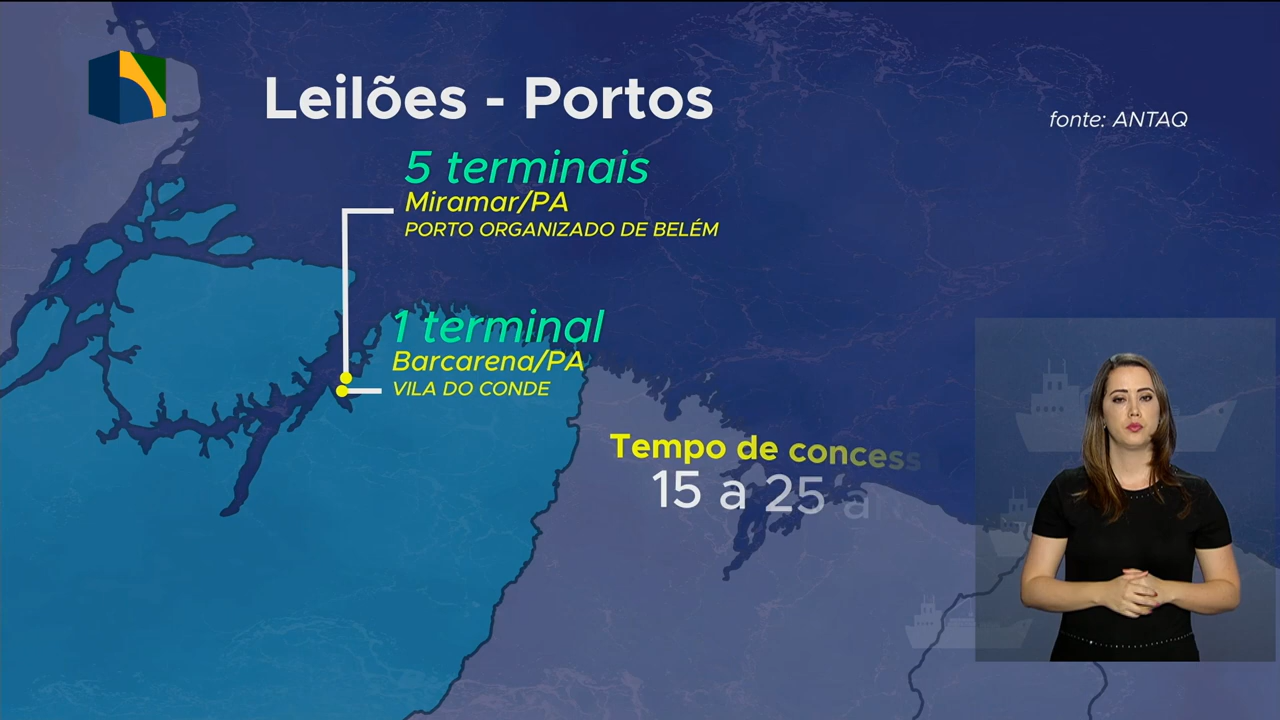 Leilões - Portos
fonte: ANTAQ
5 terminais
Miramar/PA
PORTO ORGANIZADO DE BELÉM
1 terminal
Barcarena/PA
VILA DO CONDE
Tempo de concess
15 a 25 a